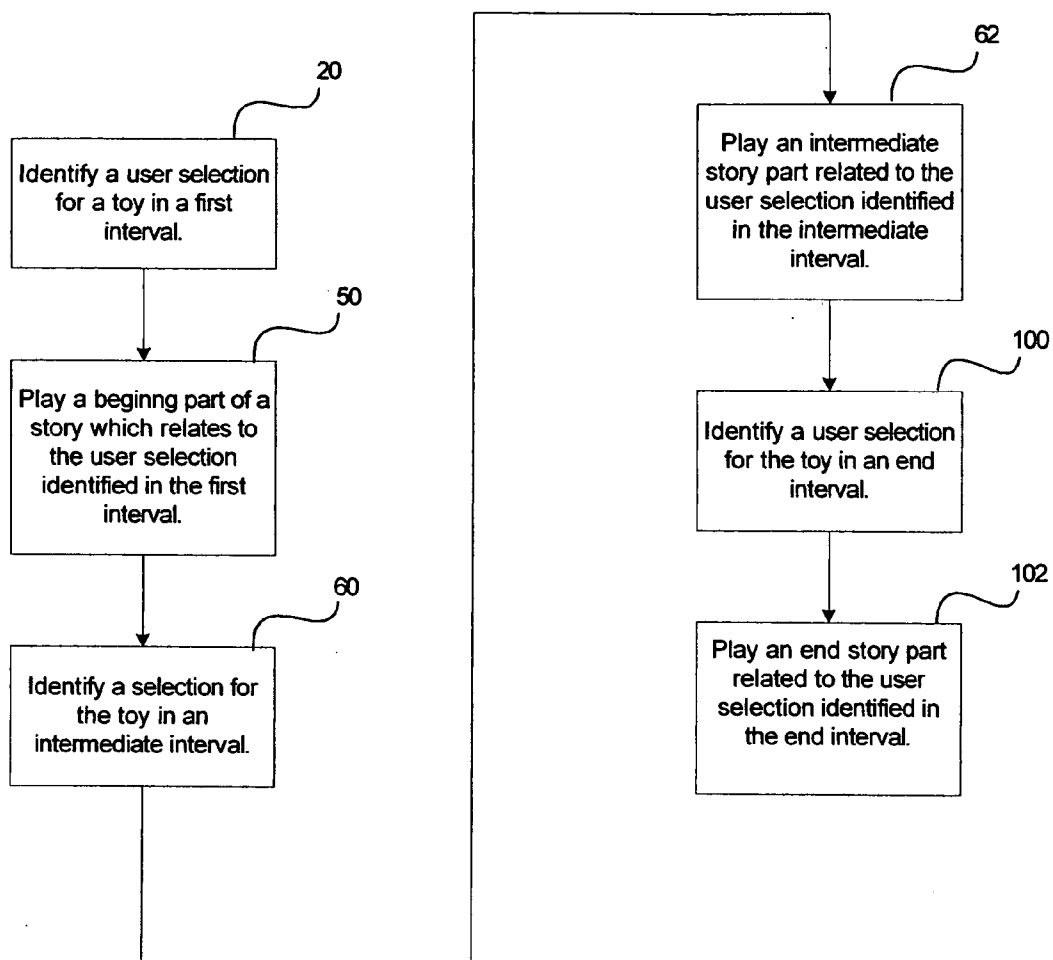 20
Identify a user selection
for a toy in a first
interval.
50
Play a beginng part of a
story which relates to
the user selection
identified in the first
interval.
60
Identify a selection for
the toy in an
intermediate interval.
62
Play an intermediate
story part related to the
user selection identified
in the intermediate
interval.
100
Identify a user selection
for the toy in an end
interval.
102
Play an end story part
related to the user
selection identified in
the end interval.